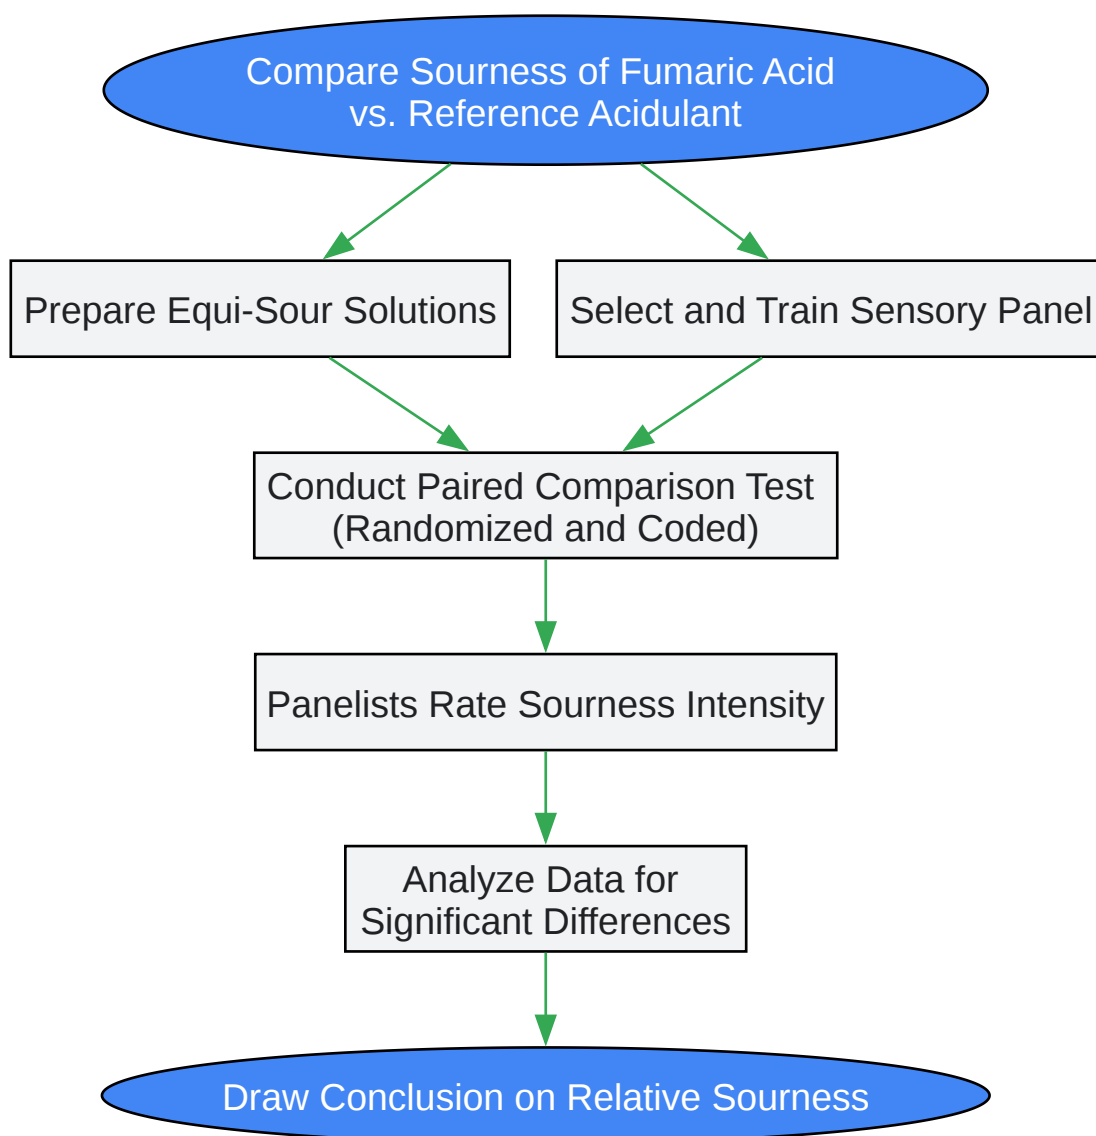 Compare Sourness of Fumaric Acid
vs. Reference Acidulant
Prepare Equi-Sour Solutions
Select and Train Sensory Panel
Conduct Paired Comparison Test
(Randomized and Coded)
Panelists Rate Sourness Intensity
Analyze Data for
Significant Differences
Draw Conclusion on Relative Sourness